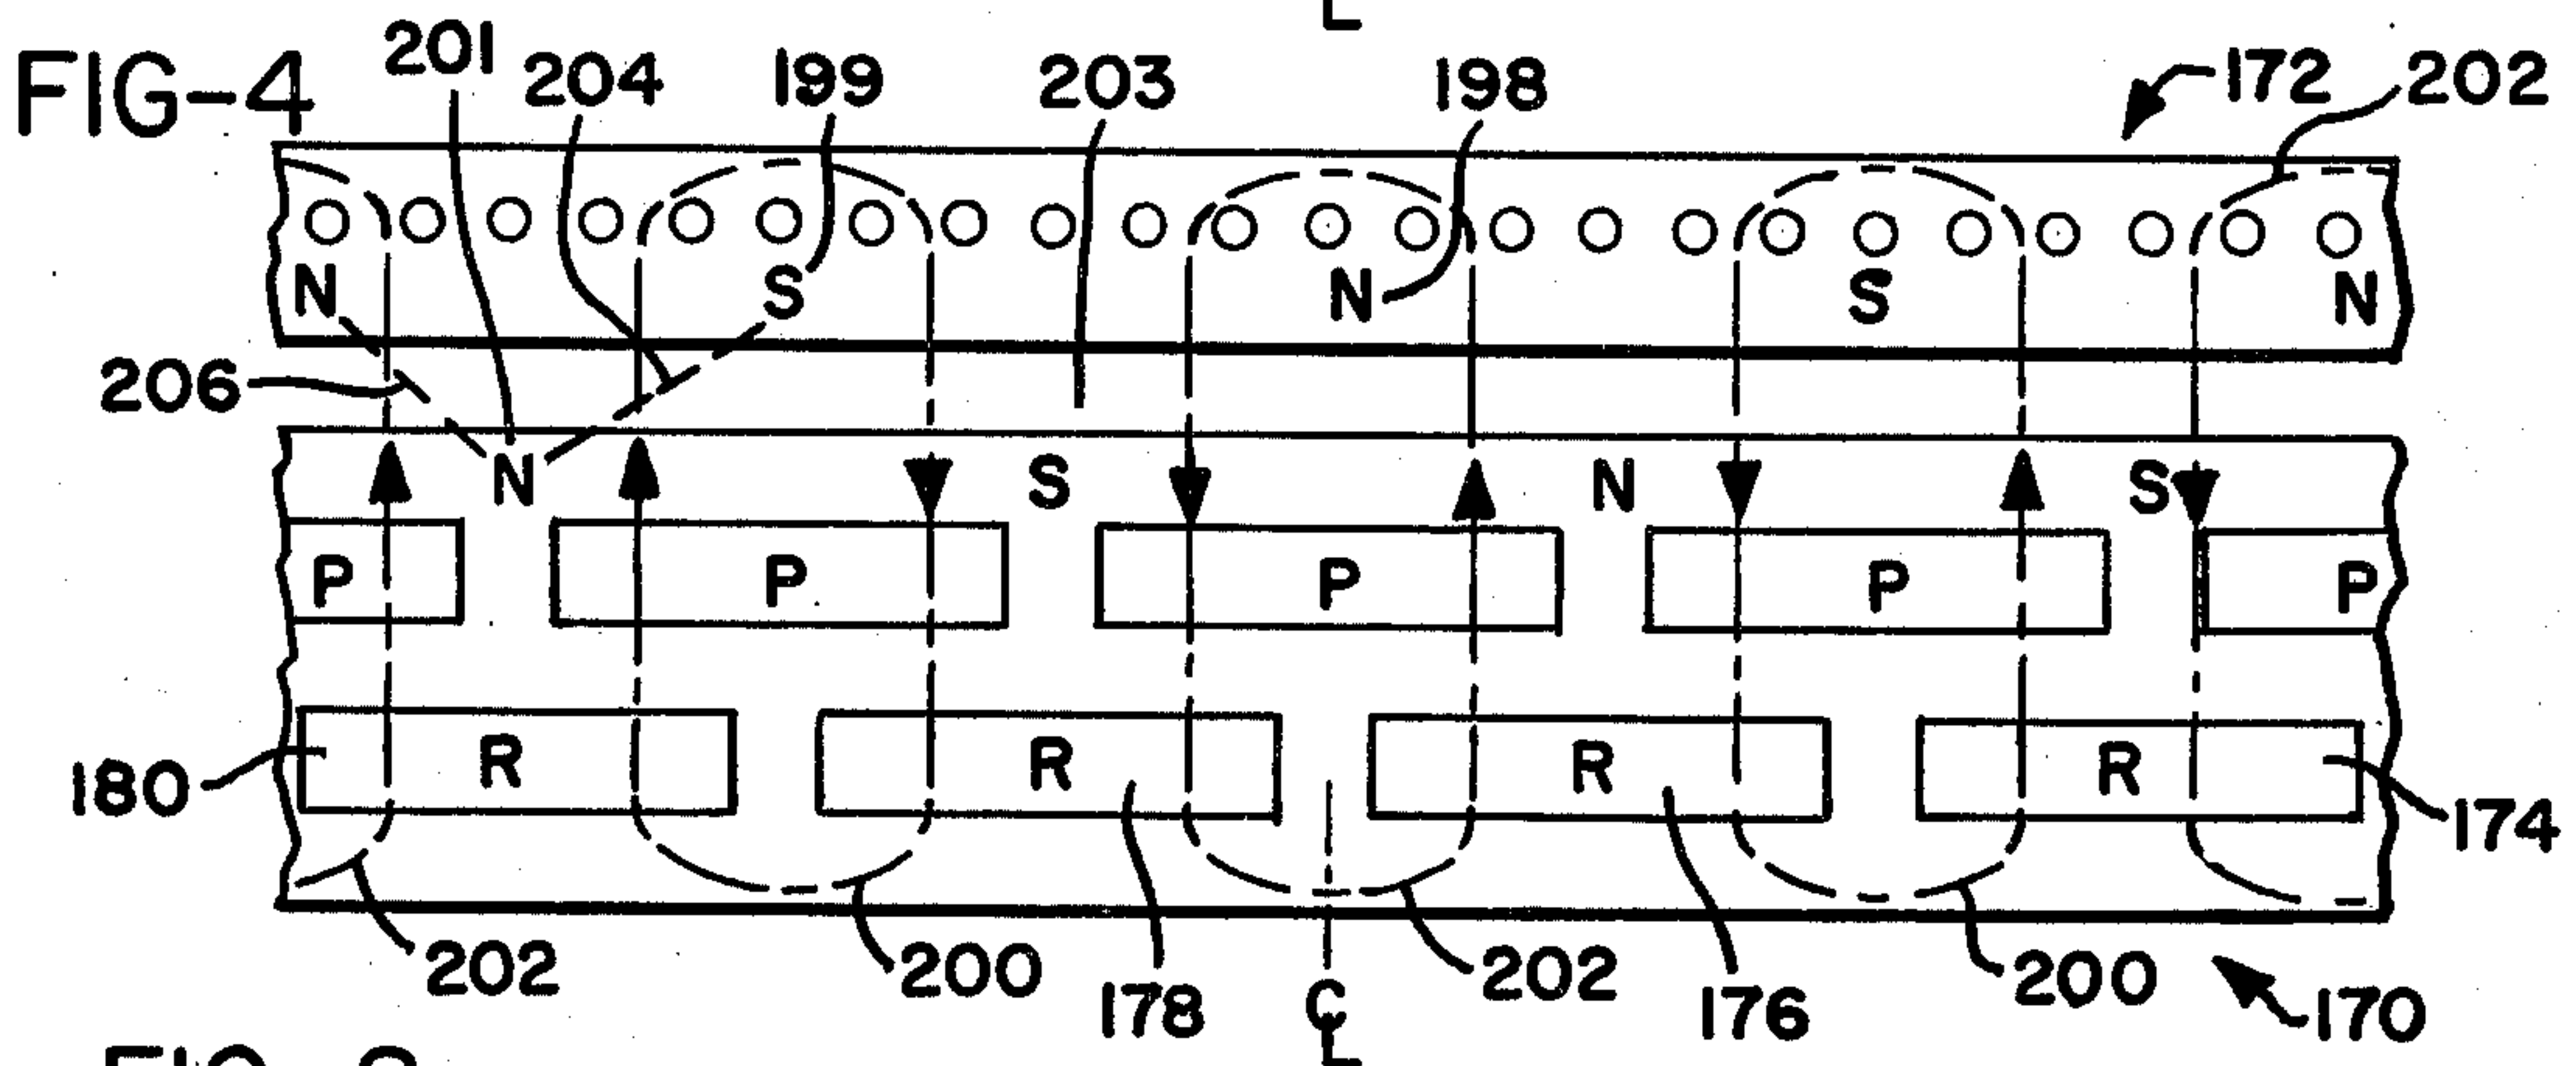 L
FIG-4
201 204 199 203 198 172 202
N S N S N
206
N S N S
P P P P P
180 R R R R 174
202 200 178 C
L 202 176 200 170